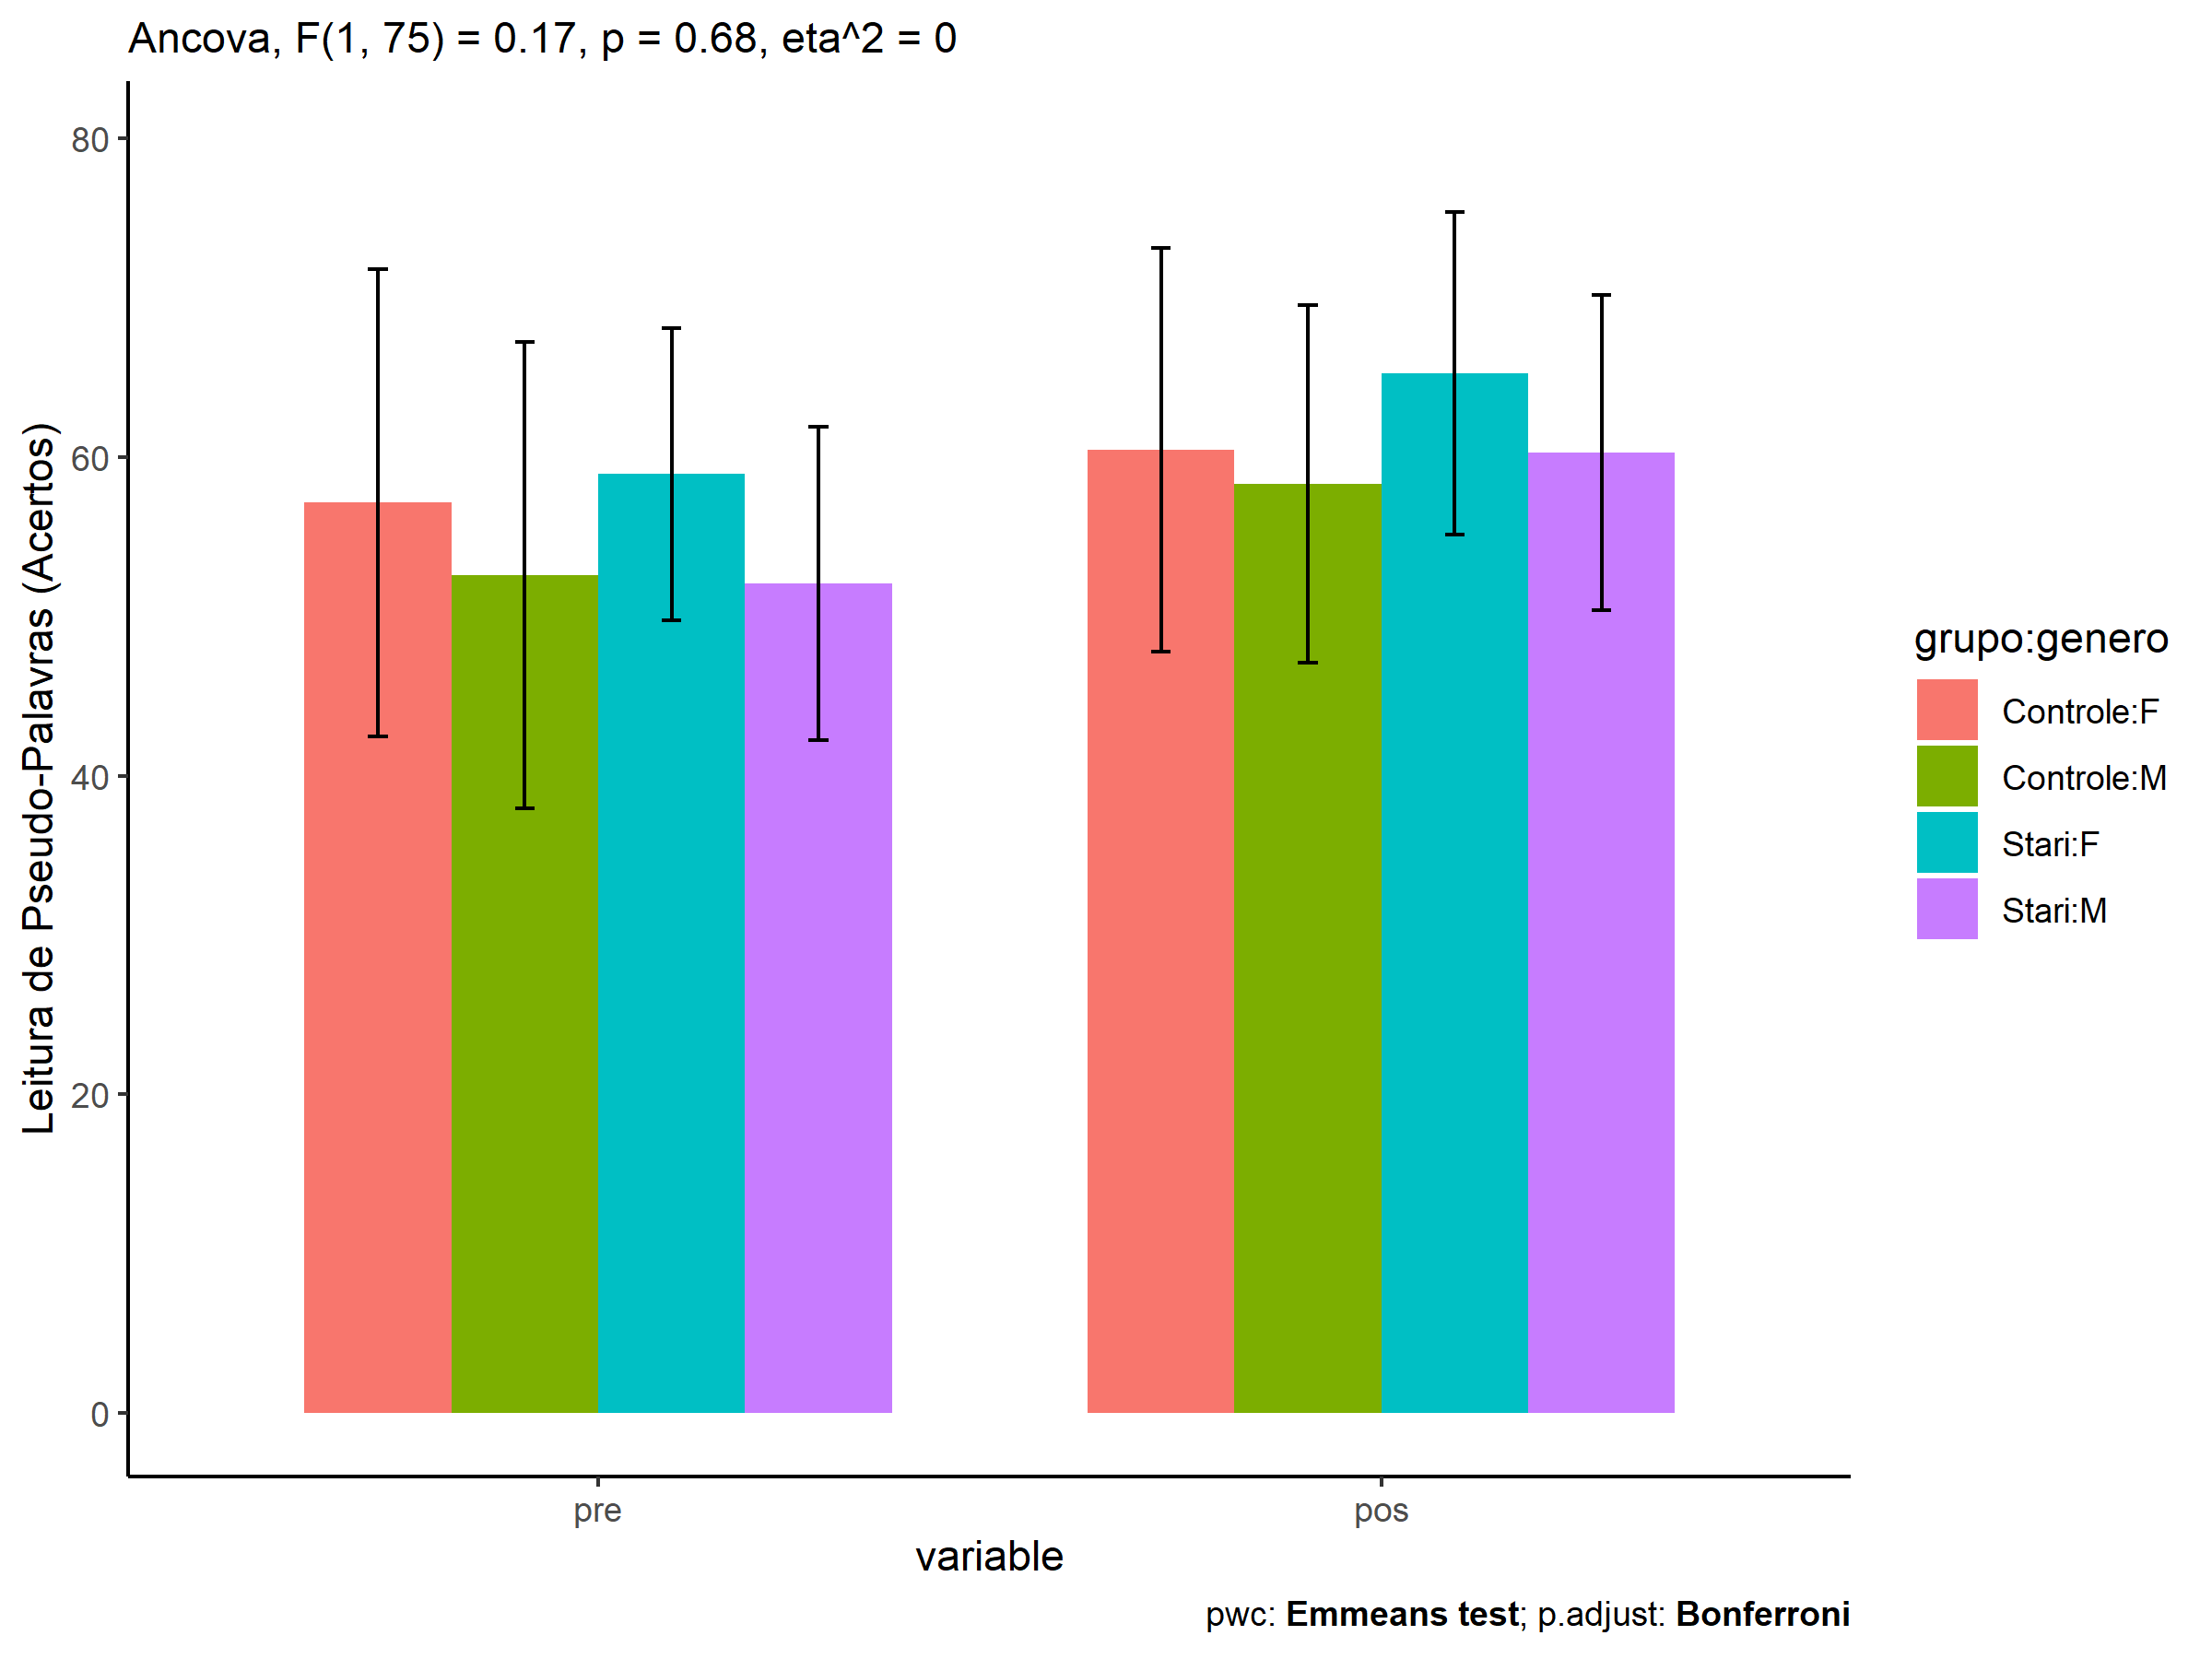 Ancova, F(1, 75) = 0.17, p = 0.68, eta^2 = 0
Leitura de Pseudo-Palavras (Acertos)
80
60
40
20
0
pre
pos
variable
grupo:genero
Controle:F
Controle:M
Stari:F
Stari:M
pwc: Emmeans test; p.adjust: Bonferroni